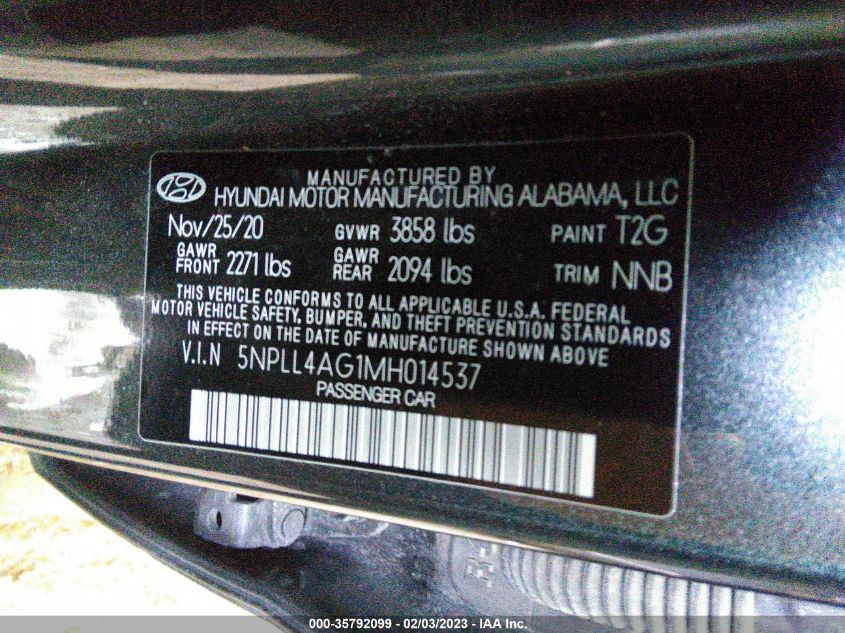 MANUFACTURED BY
HYUNDAI MOTOR MANUFACTURING ALABAMA, LLC
Nov/25/20 GVWR 3858 lbs PAINT T2G
GAWR FRONT 2271 lbs GAWR REAR 2094 lbs TRIM NNB
THIS VEHICLE CONFORMS TO ALL APPLICABLE U.S.A. FEDERAL
MOTOR VEHICLE SAFETY, BUMPER, AND THEFT PREVENTION STANDARDS
IN EFFECT ON THE DATE OF MANUFACTURE SHOWN ABOVE
V.I.N 5NPLL4AG1MH014537
PASSENGER CAR
000-35792099 - 02/03/2023 - IAA Inc.